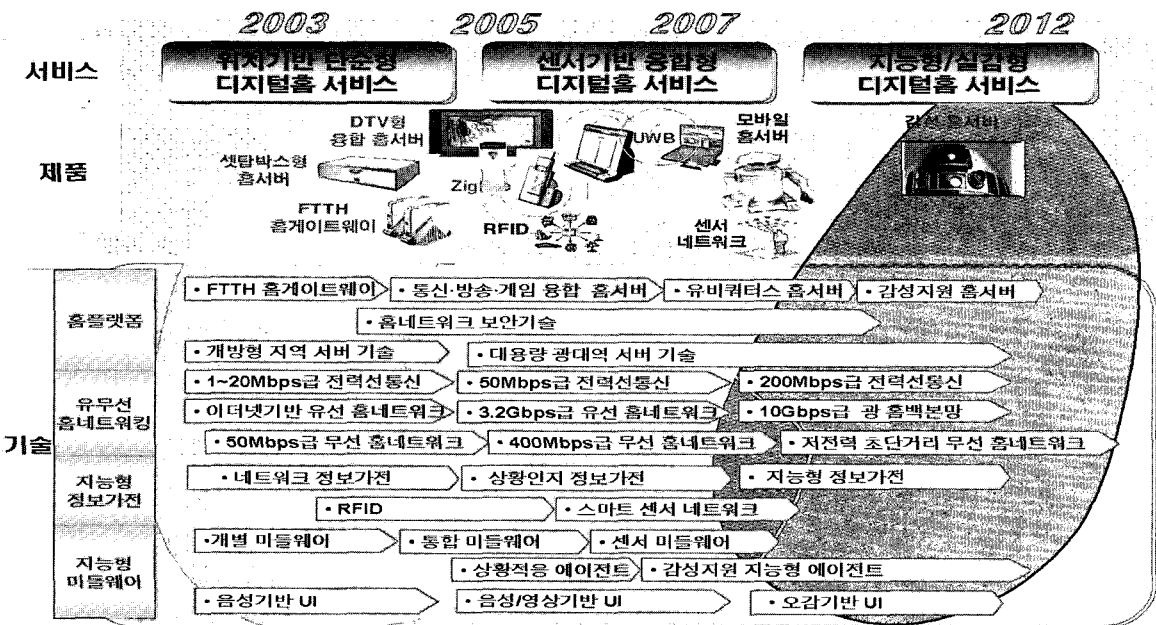 2003 2005 2007 2012
서비스
위치기반 단순형
디지털홈 서비스
센서기반 융합형
디지털홈 서비스
지능형/실감형
디지털홈 서비스
제품
DTV형
융합 홈서버
셋탑박스형
홈서버
FTTH
홈게이트웨이
RFID
UWB
모바일
홈서버
센서
네트워크
감성 홈서버
기술
홈플랫폼
• FTTH 홈게이트웨이
• 통신·방송·게임 융합 홈서버
• 유비쿼터스 홈서버
• 감성지원 홈서버
• 홈네트워크 보안기술
• 개방형 지역 서버 기술
• 대용량 광대역 서버 기술
유무선
홈네트워킹
• 1~20Mbps급 전력선통신
• 50Mbps급 전력선통신
• 200Mbps급 전력선통신
• 이더넷기반 유선 홈네트워크
• 3.2Gbps급 유선 홈네트워크
• 10Gbps급 광 홈백본망
• 50Mbps급 무선 홈네트워크
• 400Mbps급 무선 홈네트워크
• 저전력 초단거리 무선 홈네트워크
지능형
정보가전
• 네트워크 정보가전
• 상황인지 정보가전
• 지능형 정보가전
• RFID
• 스마트 센서 네트워크
지능형
미들웨어
•개별 미들웨어
• 통합 미들웨어
• 센서 미들웨어
• 상황적응 에이전트
• 감성지원 지능형 에이전트
• 음성기반 UI
• 음성/영상기반 UI
• 오감기반 UI